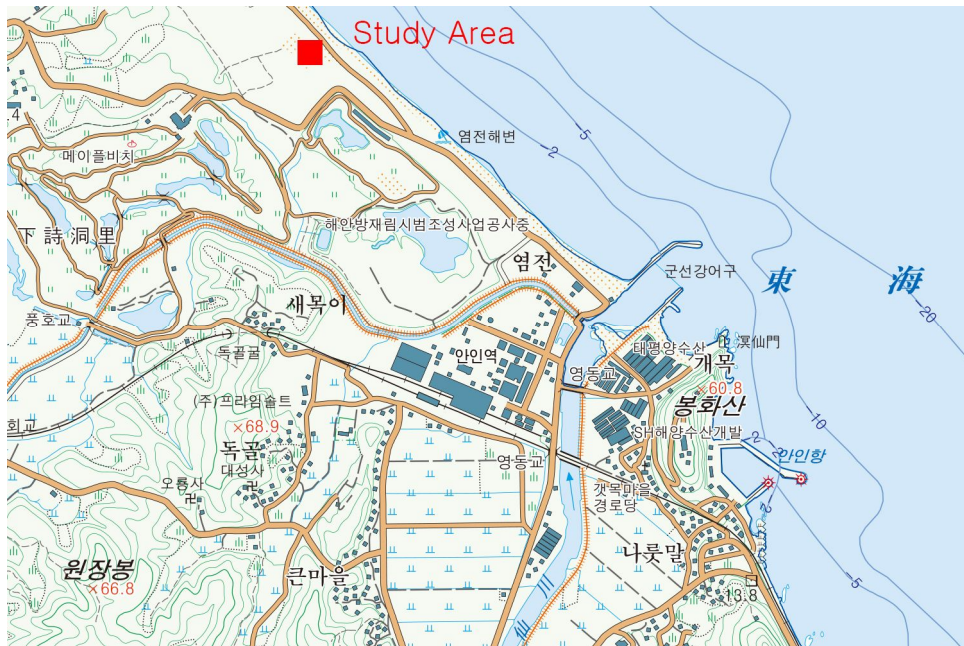 Study Area
4
-5
-2
염전해변
메이플비치
해안방재림시범조성사업공사중
下詩洞里
염전
군선강어구
東海
새목이
-20
풍호교
독골굴
안인역
태평양수산
溟仙門
개목
영동교
×60.8
(주)프라임솔트
봉화산
-10
회교
×68.9
SH해양수산개발
독골
-2
안인항
대성사
영동교
오룡사
갯목마을
경로당
-2
나룻말
원장봉
큰마을
×66.8
-5
13.8
仙川